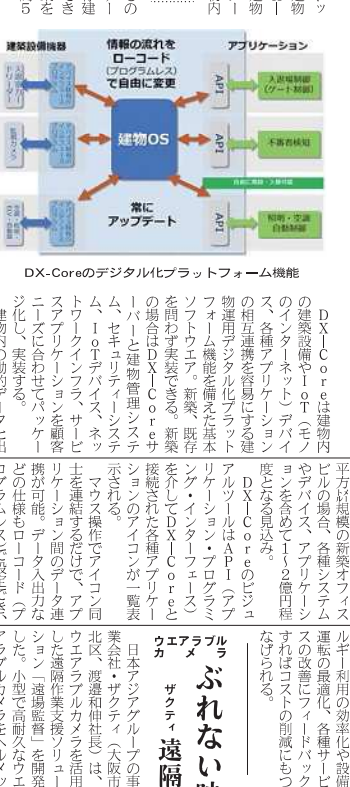 建築設備機器
情報の流れを
ローコード
(プログラムレス)
で自由に変更
アプリケーション
建物OS
API
入退場制御
(ゲート制御)
API
不審者検知
API
照明・空調
自動制御
監視カメラ
常に
アップデート
DX-Coreのデジタル化プラットフォーム機能
DX―Coreは建物内
の建築設備やIoT(モノ
のインターネット)デバイ
ス、各種アプリケーション
の相互連携を容易にする建
物運用デジタル化プラット
フォーム機能を備えた基本
ソフトウエア。新築、既存
を問わず実装できる。新築
の場合はDX―Coreサ
ーバーと建物管理システ
ム、セキュリティーシステ
ム、IoTデバイス、ネッ
トワークインフラ、サービ
スアプリケーションを顧客
ニーズに合わせてパッケー
ジ化し、実装する。
平方㍍規模の新築オフィス
ビルの場合、各種システム
やデバイス、アプリケーシ
ョンを含めて1～2億円程
度となる見込み。
DX―Coreのビジュ
アルツールはAPI(アプ
リケーション・プログラミ
ング・インターフェース)
を介してDX―Coreと
接続された各種アプリケー
ションのアイコンが一覧表
示される。
マウス操作でアイコン同
士を連結するだけで、アプ
リケーション間のデータ連
携が可能。データ入出力な
どの仕様もローコード(プ
ルギー利用の効率化や設備
運転の最適化、各種サービ
スの改善にフィードバック
すればコストの削減にもつ
なげられる。
ウエアラブル
カメラ
ぶれない
ザクティ
遠隔
日本アジアグループの事
業会社・ザクティ(大阪市
北区、渡邉和伸社長)は、
ウエアラブルカメラを活用
した遠隔作業支援ソリュー
ション「遠場監督」を開発
した。小型で高耐久なウエ